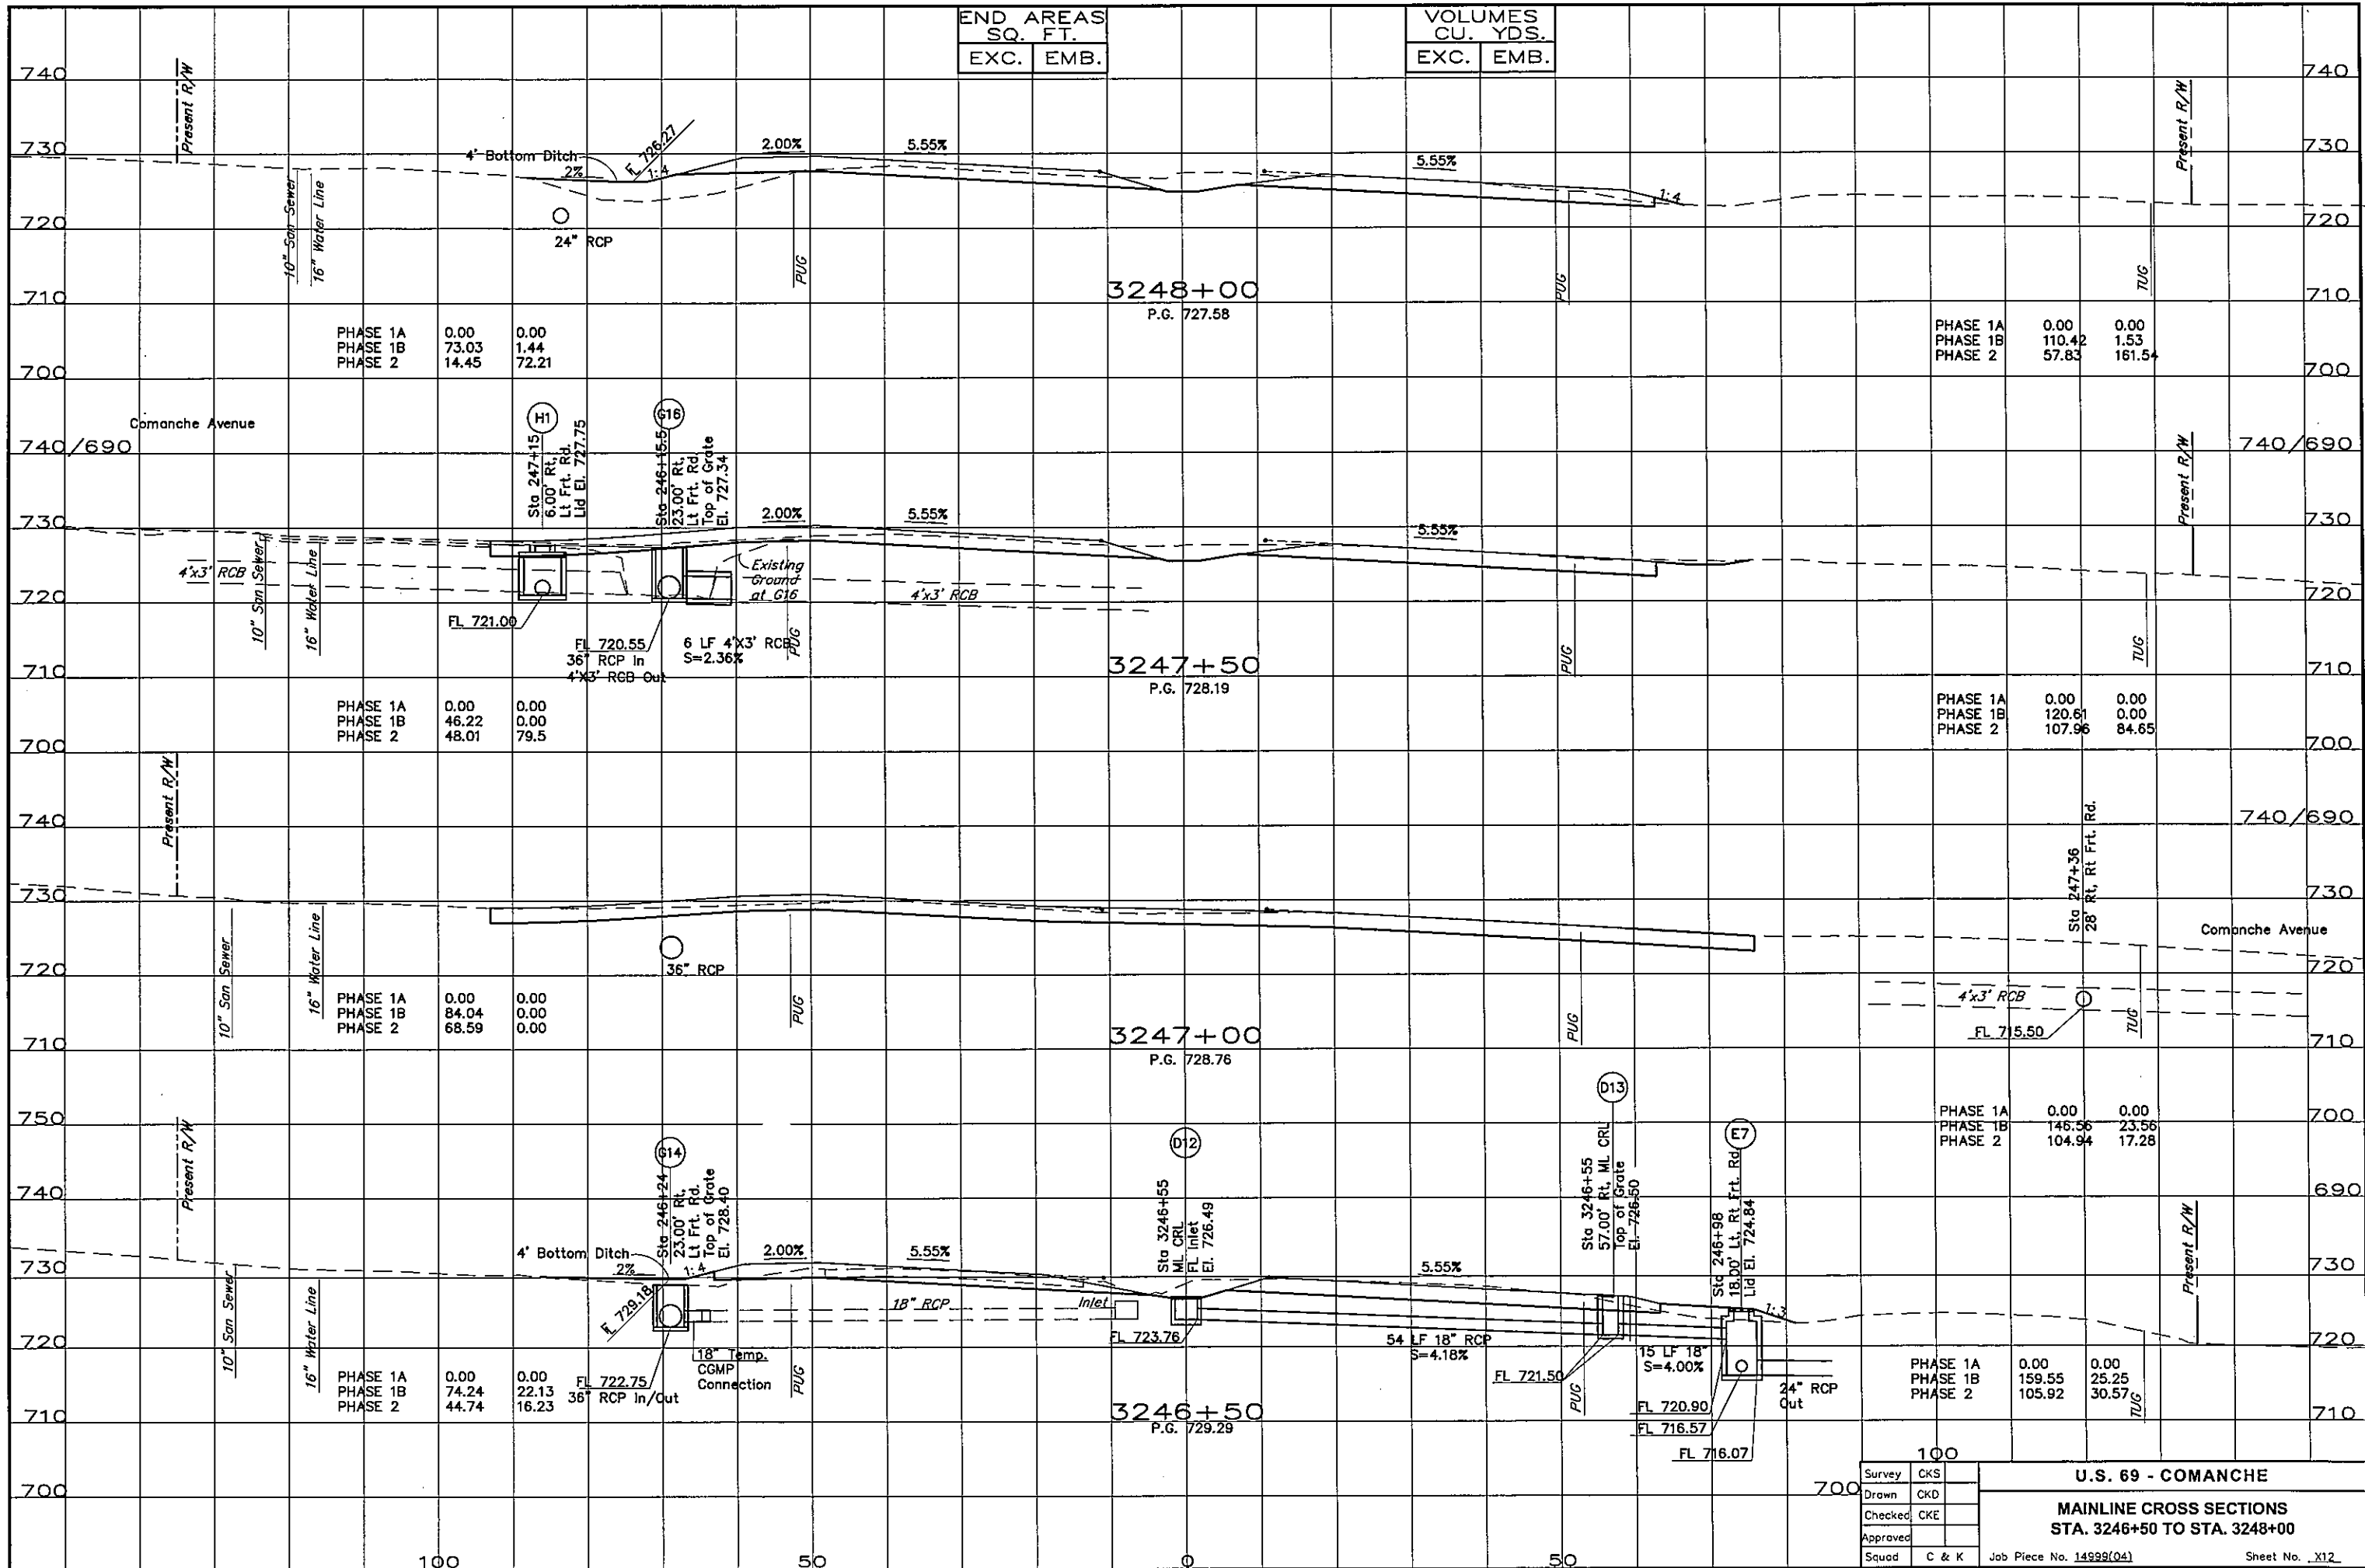 END AREAS
SQ. FT.
EXC. EMB.
VOLUMES
CU. YDS.
EXC. EMB.
740
740
Present R/W
Present R/W
730
730
4' Bottom Ditch
2%
FL 726.27
1:4
2.00%
5.55%
5.55%
1:4
10" San Sewer
16" Water Line
24" RCP
720
720
PUG
PUG
TUG
710
710
3248+00
P.G. 727.58
PHASE 1A 0.00 0.00
PHASE 1B 73.03 1.44
PHASE 2 14.45 72.21
PHASE 1A 0.00 0.00
PHASE 1B 110.42 1.53
PHASE 2 57.83 161.54
700
700
Comanche Avenue
740/690
740/690
H1
Sta 247+15
6.00' Rt,
Lt Frt. Rd.
Lid El. 727.75
G16
Sta 246+15.5
23.00' Rt,
Lt Frt. Rd.
Top of Grate
El. 727.34
Present R/W
730
730
2.00%
5.55%
5.55%
4'x3' RCB
10" San Sewer
16" Water Line
Existing
Ground
at G16
4'x3' RCB
720
720
FL 721.00
FL 720.55
36" RCP In
4'X3' RCB Out
6 LF 4'X3' RCB
S=2.36%
PUG
PUG
TUG
710
710
3247+50
P.G. 728.19
PHASE 1A 0.00 0.00
PHASE 1B 46.22 0.00
PHASE 2 48.01 79.5
PHASE 1A 0.00 0.00
PHASE 1B 120.61 0.00
PHASE 2 107.96 84.65
700
700
Present R/W
740
740/690
Sta 247+36
28' Rt, Rt Frt. Rd.
730
730
Comanche Avenue
10" San Sewer
16" Water Line
36" RCP
720
720
4'x3' RCB
FL 715.50
PUG
PUG
TUG
PHASE 1A 0.00 0.00
PHASE 1B 84.04 0.00
PHASE 2 68.59 0.00
710
710
3247+00
P.G. 728.76
PHASE 1A 0.00 0.00
PHASE 1B 146.56 23.56
PHASE 2 104.94 17.28
750
700
Present R/W
G14
Sta 246+24
23.00' Rt,
Lt Frt. Rd.
Top of Grate
El. 728.40
D12
Sta 3246+55
ML CRL
FL Inlet
El. 726.49
D13
Sta 3246+55
57.00' Rt, ML CRL
Top of Grate
El. 726.50
E7
Sta 246+98
18.00' Lt, Rt Frt. Rd.
Lid El. 724.84
740
690
Present R/W
4' Bottom Ditch
2%
1:4
2.00%
5.55%
5.55%
1:3
730
730
FL 729.18
18" RCP
Inlet
10" San Sewer
16" Water Line
720
720
FL 723.76
54 LF 18" RCP
S=4.18%
18" Temp.
CGMP
Connection
15 LF 18"
S=4.00%
FL 721.50
24" RCP
Out
PUG
PUG
TUG
PHASE 1A 0.00 0.00
PHASE 1B 74.24 22.13
PHASE 2 44.74 16.23
FL 722.75
36" RCP In/Out
PHASE 1A 0.00 0.00
PHASE 1B 159.55 25.25
PHASE 2 105.92 30.57
710
710
3246+50
P.G. 729.29
FL 720.90
FL 716.57
FL 716.07
100
700
700
100
50
0
50
Survey CKS
Drawn CKD
Checked CKE
Approved
Squad C & K
U.S. 69 - COMANCHE
MAINLINE CROSS SECTIONS
STA. 3246+50 TO STA. 3248+00
Job Piece No. 14999(04) Sheet No. X12